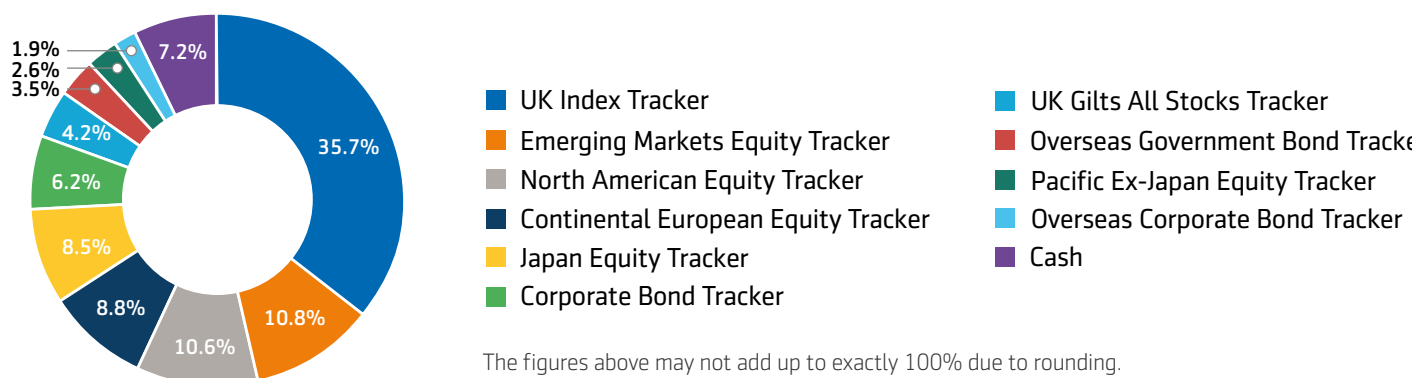 1.9%
2.6%
3.5%
7.2%
35.7%
4.2%
6.2%
8.5%
8.8%
10.6%
10.8%
UK Index Tracker
Emerging Markets Equity Tracker
North American Equity Tracker
Continental European Equity Tracker
Japan Equity Tracker
Corporate Bond Tracker
UK Gilts All Stocks Tracker
Overseas Government Bond Tracke
Pacific Ex-Japan Equity Tracker
Overseas Corporate Bond Tracker
Cash
The figures above may not add up to exactly 100% due to rounding.